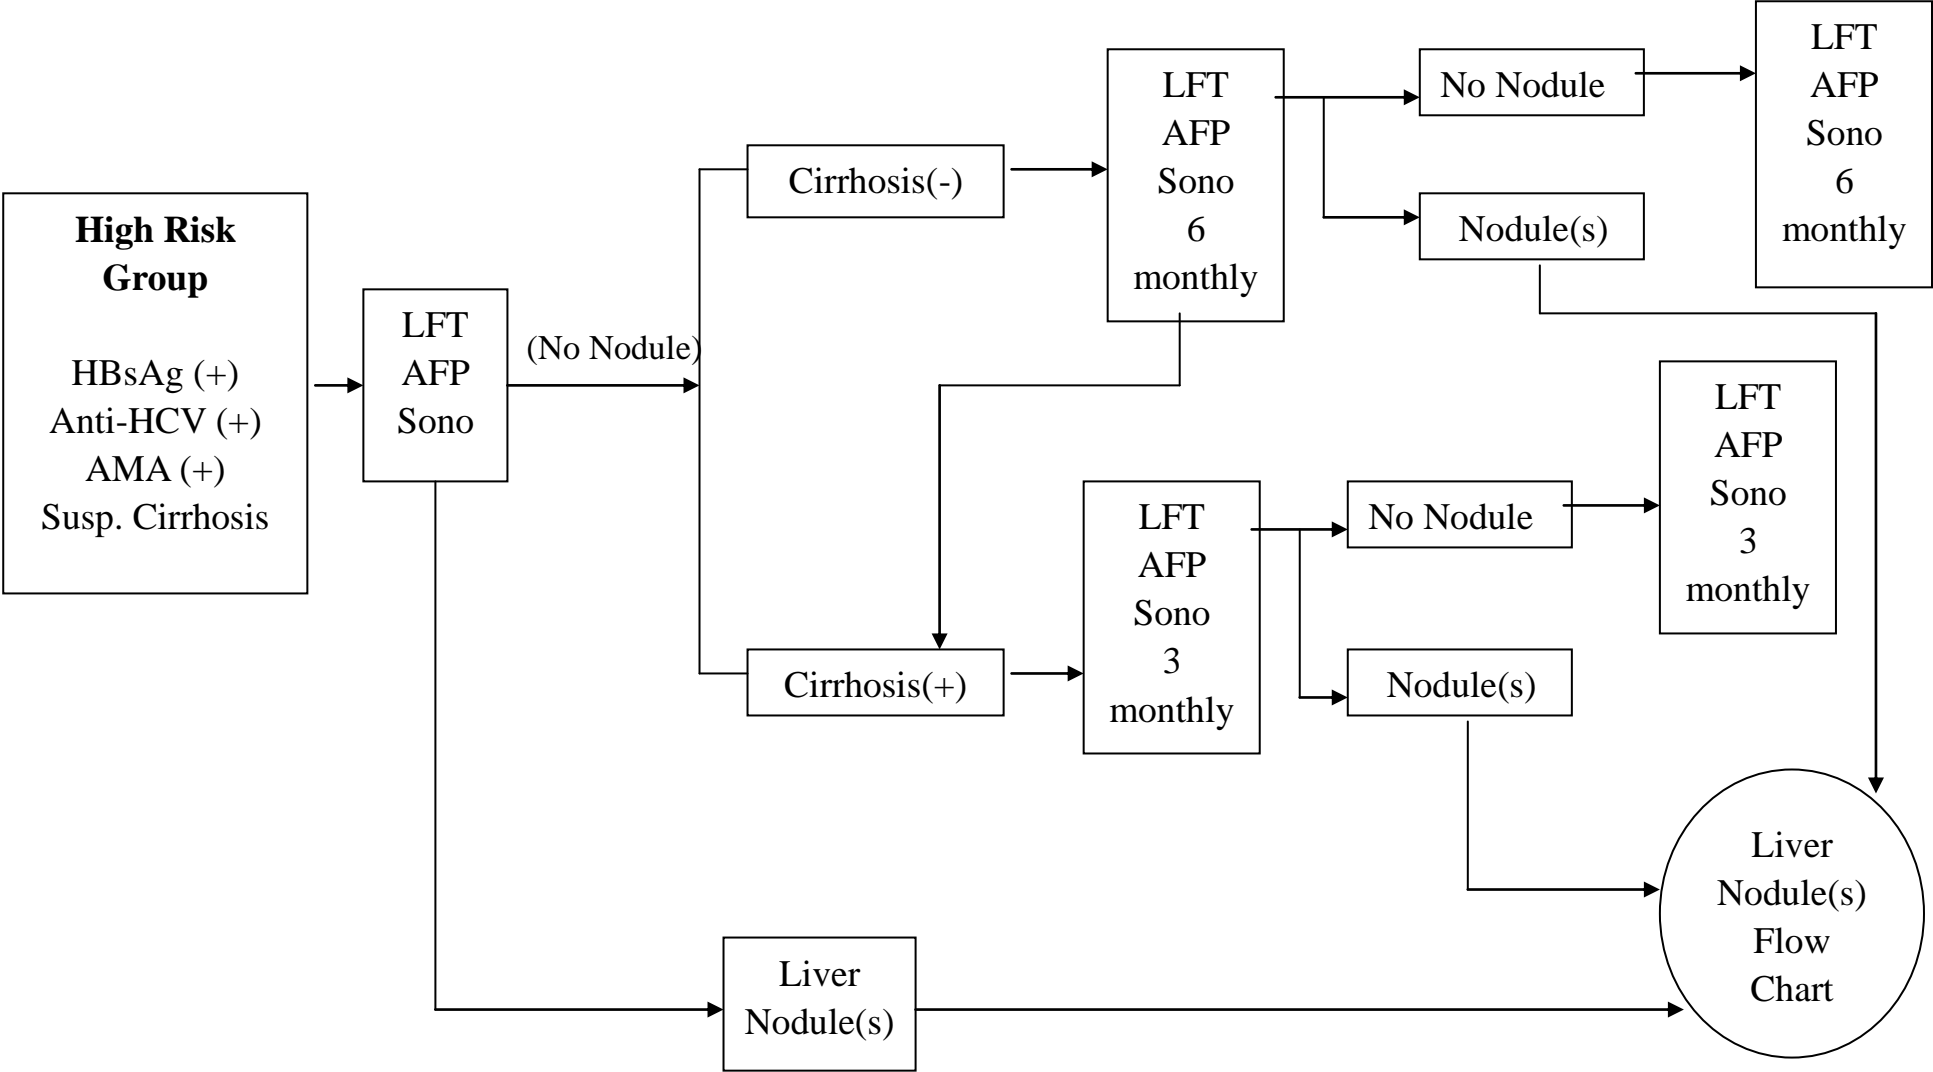 High Risk
Group
HBsAg (+)
Anti-HCV (+)
AMA (+)
Susp. Cirrhosis
LFT
AFP
Sono
(No Nodule)
Cirrhosis(-)
LFT
AFP
Sono
6
monthly
No Nodule
LFT
AFP
Sono
6
monthly
Nodule(s)
Cirrhosis(+)
LFT
AFP
Sono
3
monthly
No Nodule
LFT
AFP
Sono
3
monthly
Nodule(s)
Liver
Nodule(s)
Liver
Nodule(s)
Flow
Chart